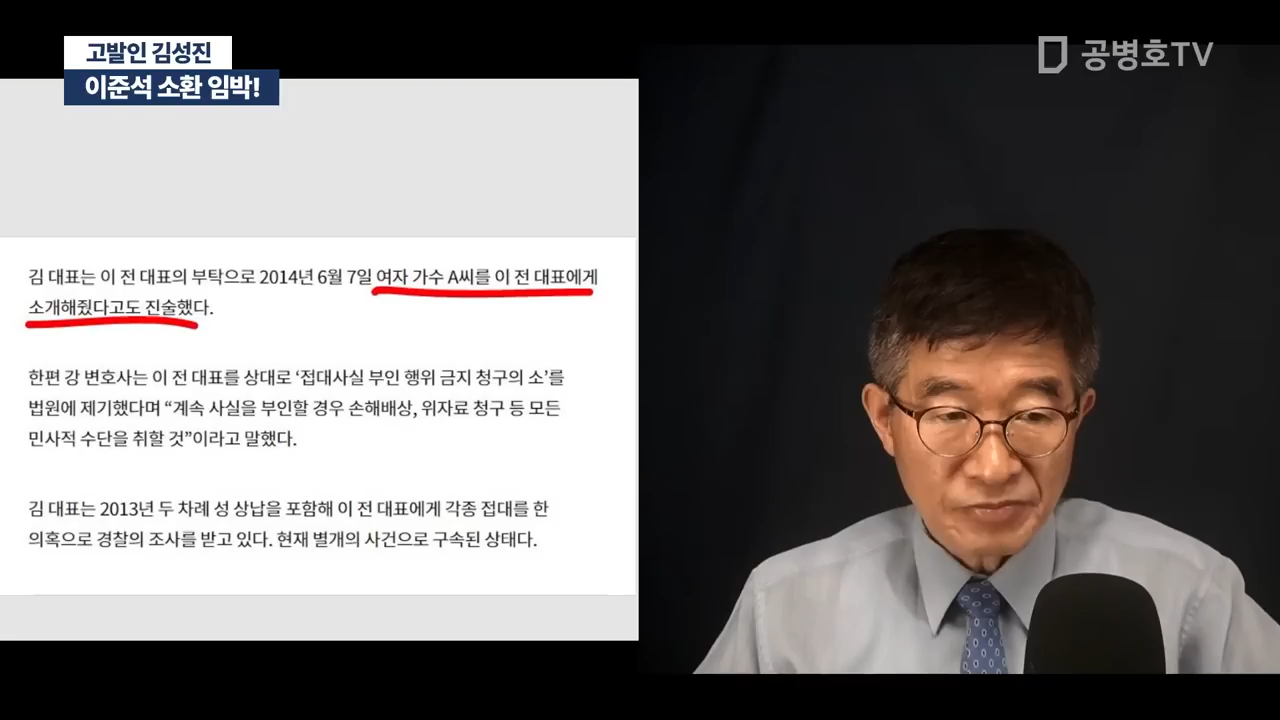 고발인 김성진
이준석 소환 임박!
공병호TV
김 대표는 이 전 대표의 부탁으로 2014년 6월 7일 여자 가수 A씨를 이 전 대표에게
소개해줬다고도 진술했다.
한편 강 변호사는 이 전 대표를 상대로 ‘접대사실 부인 행위 금지 청구의 소’를
법원에 제기했다며 “계속 사실을 부인할 경우 손해배상, 위자료 청구 등 모든
민사적 수단을 취할 것”이라고 말했다.
김 대표는 2013년 두 차례 성 상납을 포함해 이 전 대표에게 각종 접대를 한
의혹으로 경찰의 조사를 받고 있다. 현재 별개의 사건으로 구속된 상태다.